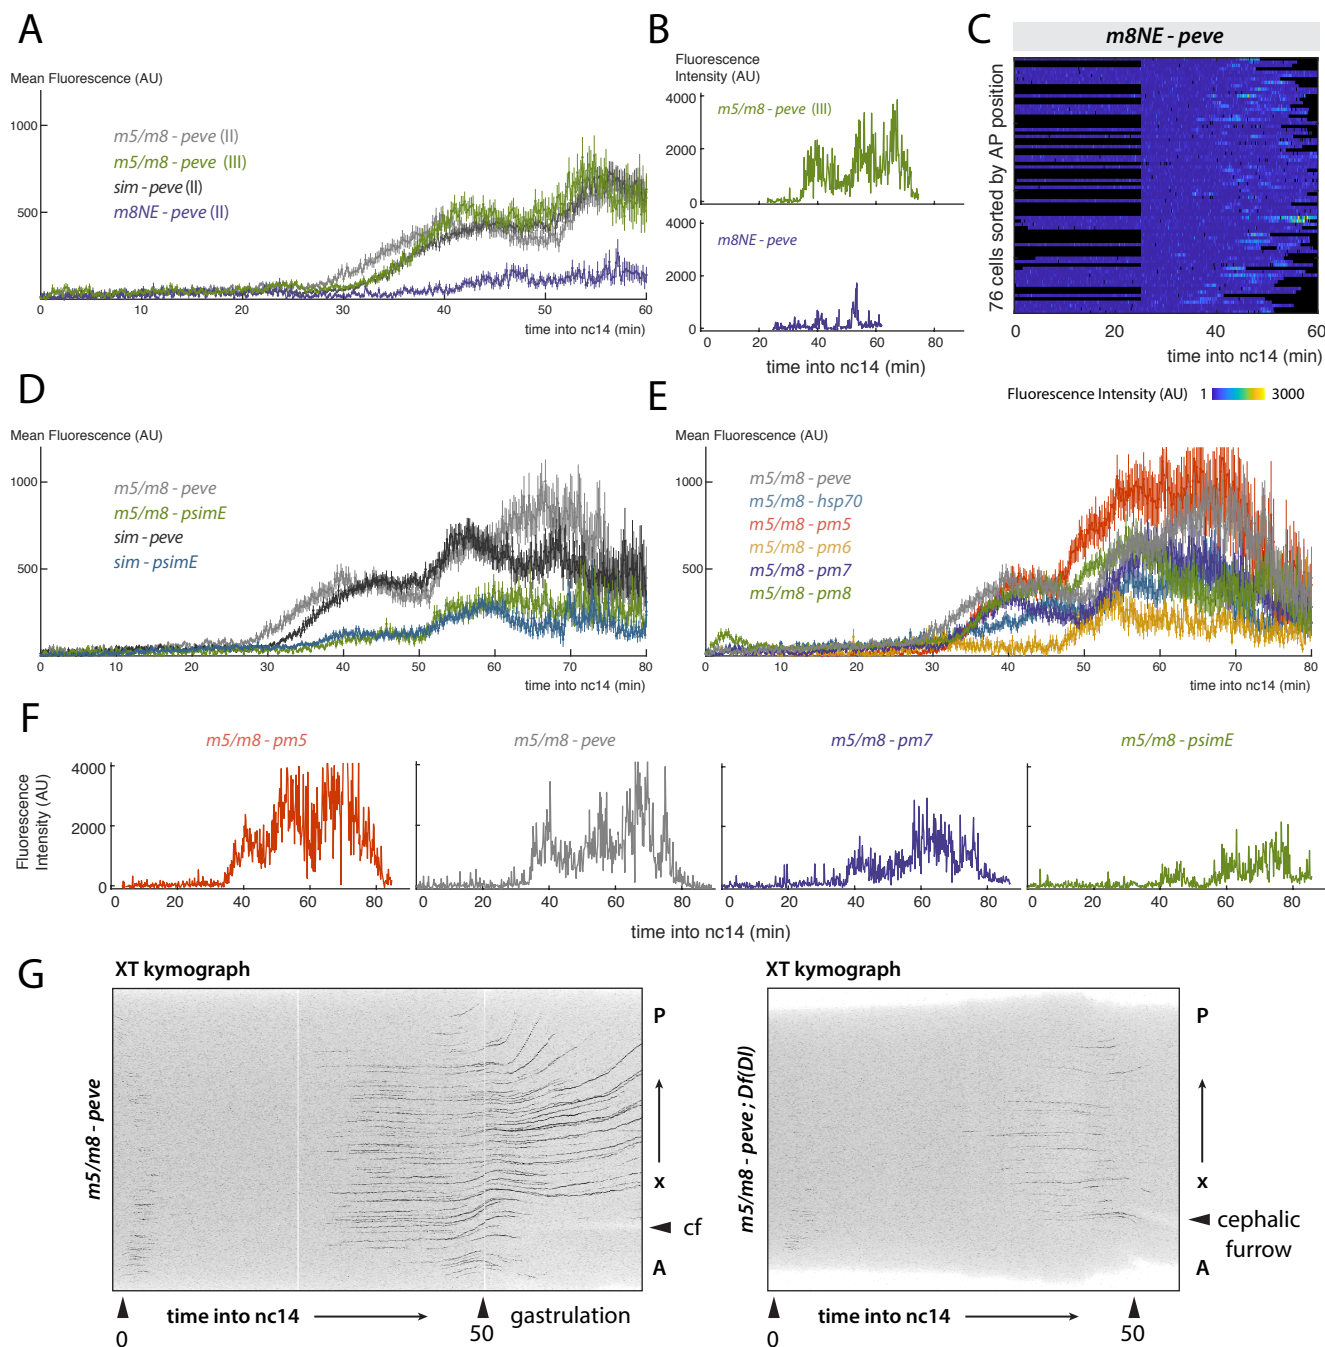 A
Mean Fluorescence (AU)
1000
500
m5/m8 - peve (II)
m5/m8 - peve (III)
sim - peve (II)
m8NE - peve (II)
0 10 20 30 40 50 60
time into nc14 (min)
B
Fluorescence
Intensity (AU)
4000
2000
0
m5/m8 - peve (III)
4000
2000
0
m8NE - peve
0 20 40 60 80
time into nc14 (min)
C
m8NE - peve
76 cells sorted by AP position
0 20 40 60
time into nc14 (min)
Fluorescence Intensity (AU) 1 3000
D
Mean Fluorescence (AU)
1000
500
m5/m8 - peve
m5/m8 - psimE
sim - peve
sim - psimE
0 10 20 30 40 50 60 70 80
time into nc14 (min)
E
Mean Fluorescence (AU)
1000
500
m5/m8 - peve
m5/m8 - hsp70
m5/m8 - pm5
m5/m8 - pm6
m5/m8 - pm7
m5/m8 - pm8
0 10 20 30 40 50 60 70 80
time into nc14 (min)
F
m5/m8 - pm5
m5/m8 - peve
m5/m8 - pm7
m5/m8 - psimE
Fluorescence
Intensity (AU)
4000
2000
0
0 20 40 60 80
0 20 40 60 80
0 20 40 60 80
0 20 40 60 80
time into nc14 (min)
G
XT kymograph
m5/m8 - peve
P
x
cf
A
0
time into nc14
50
gastrulation
XT kymograph
m5/m8 - peve ; Df(Dl)
P
x
cephalic
furrow
A
0
time into nc14
50